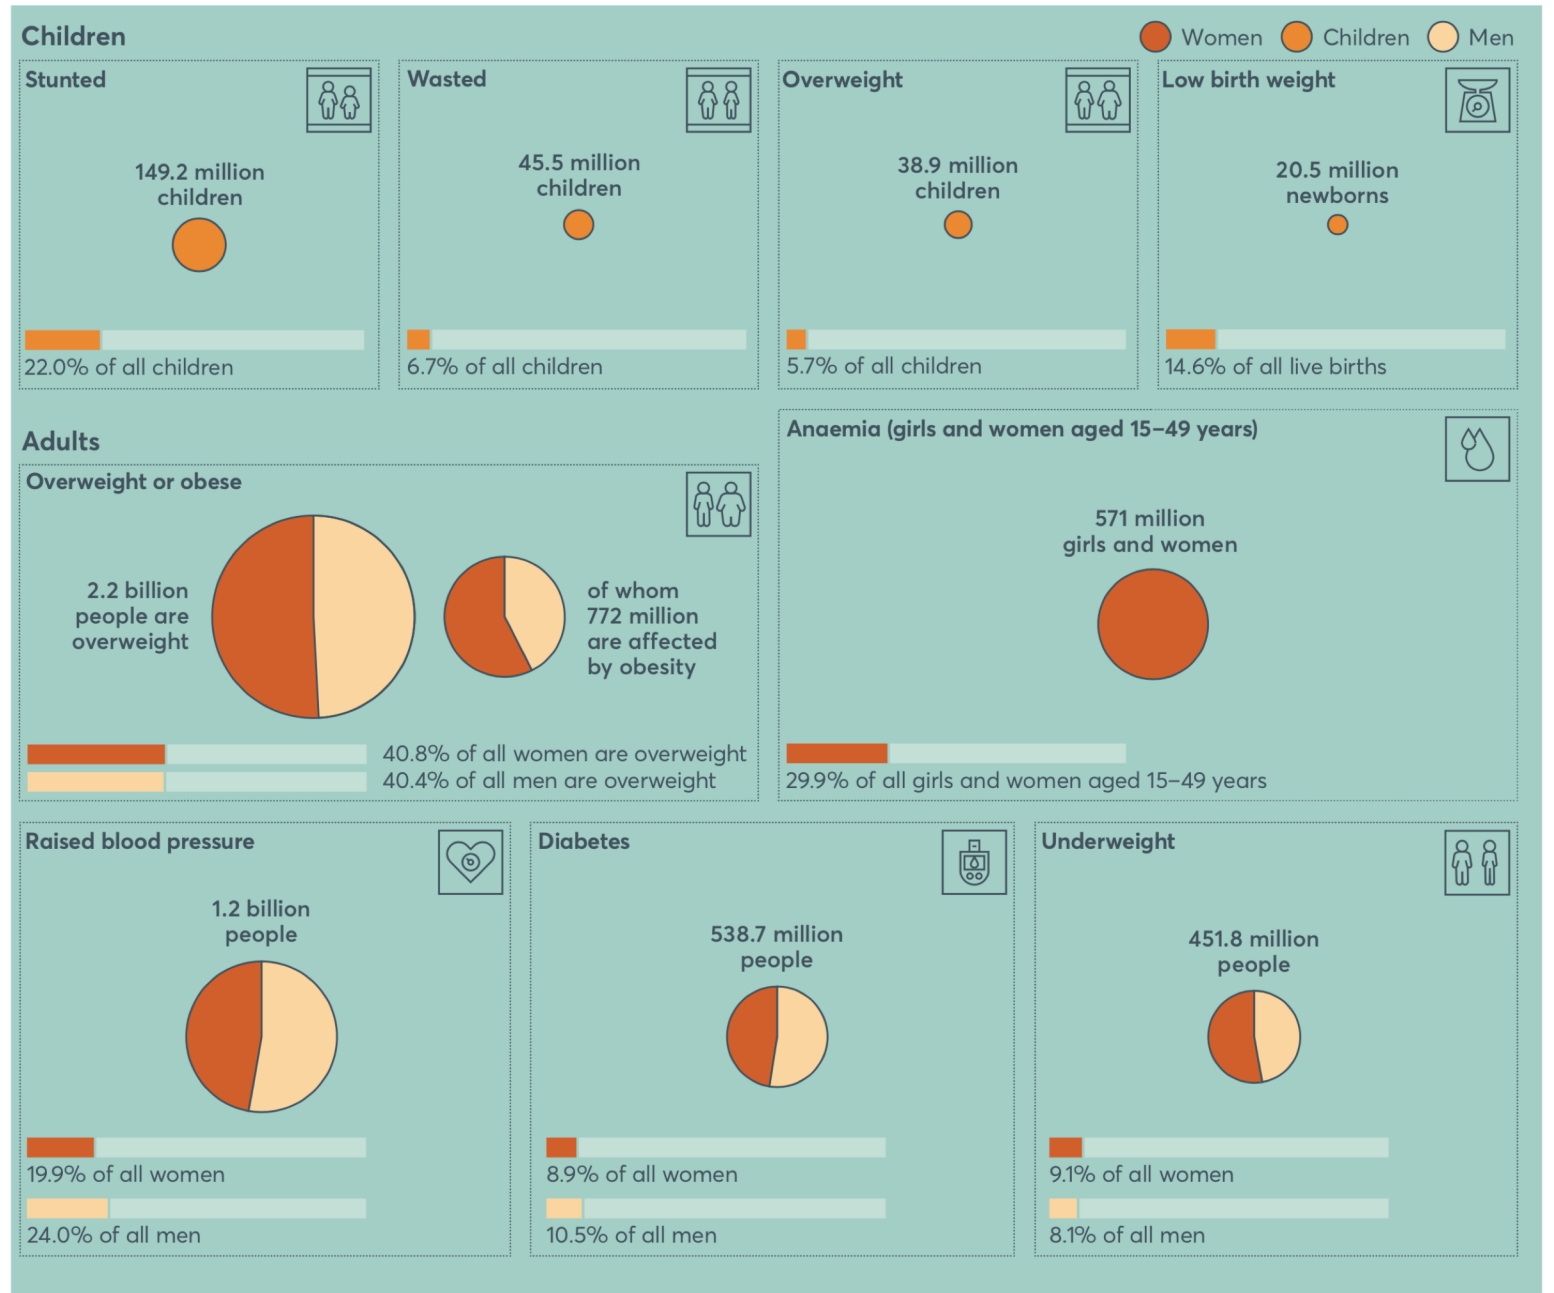 Children
Women
Children
Men
Stunted
149.2 million
children
22.0% of all children
Wasted
45.5 million
children
6.7% of all children
Overweight
38.9 million
children
5.7% of all children
Low birth weight
20.5 million
newborns
14.6% of all live births
Adults
Overweight or obese
2.2 billion
people are
overweight
of whom
772 million
are affected
by obesity
40.8% of all women are overweight
40.4% of all men are overweight
Anaemia (girls and women aged 15–49 years)
571 million
girls and women
29.9% of all girls and women aged 15–49 years
Raised blood pressure
1.2 billion
people
19.9% of all women
24.0% of all men
Diabetes
538.7 million
people
8.9% of all women
10.5% of all men
Underweight
451.8 million
people
9.1% of all women
8.1% of all men